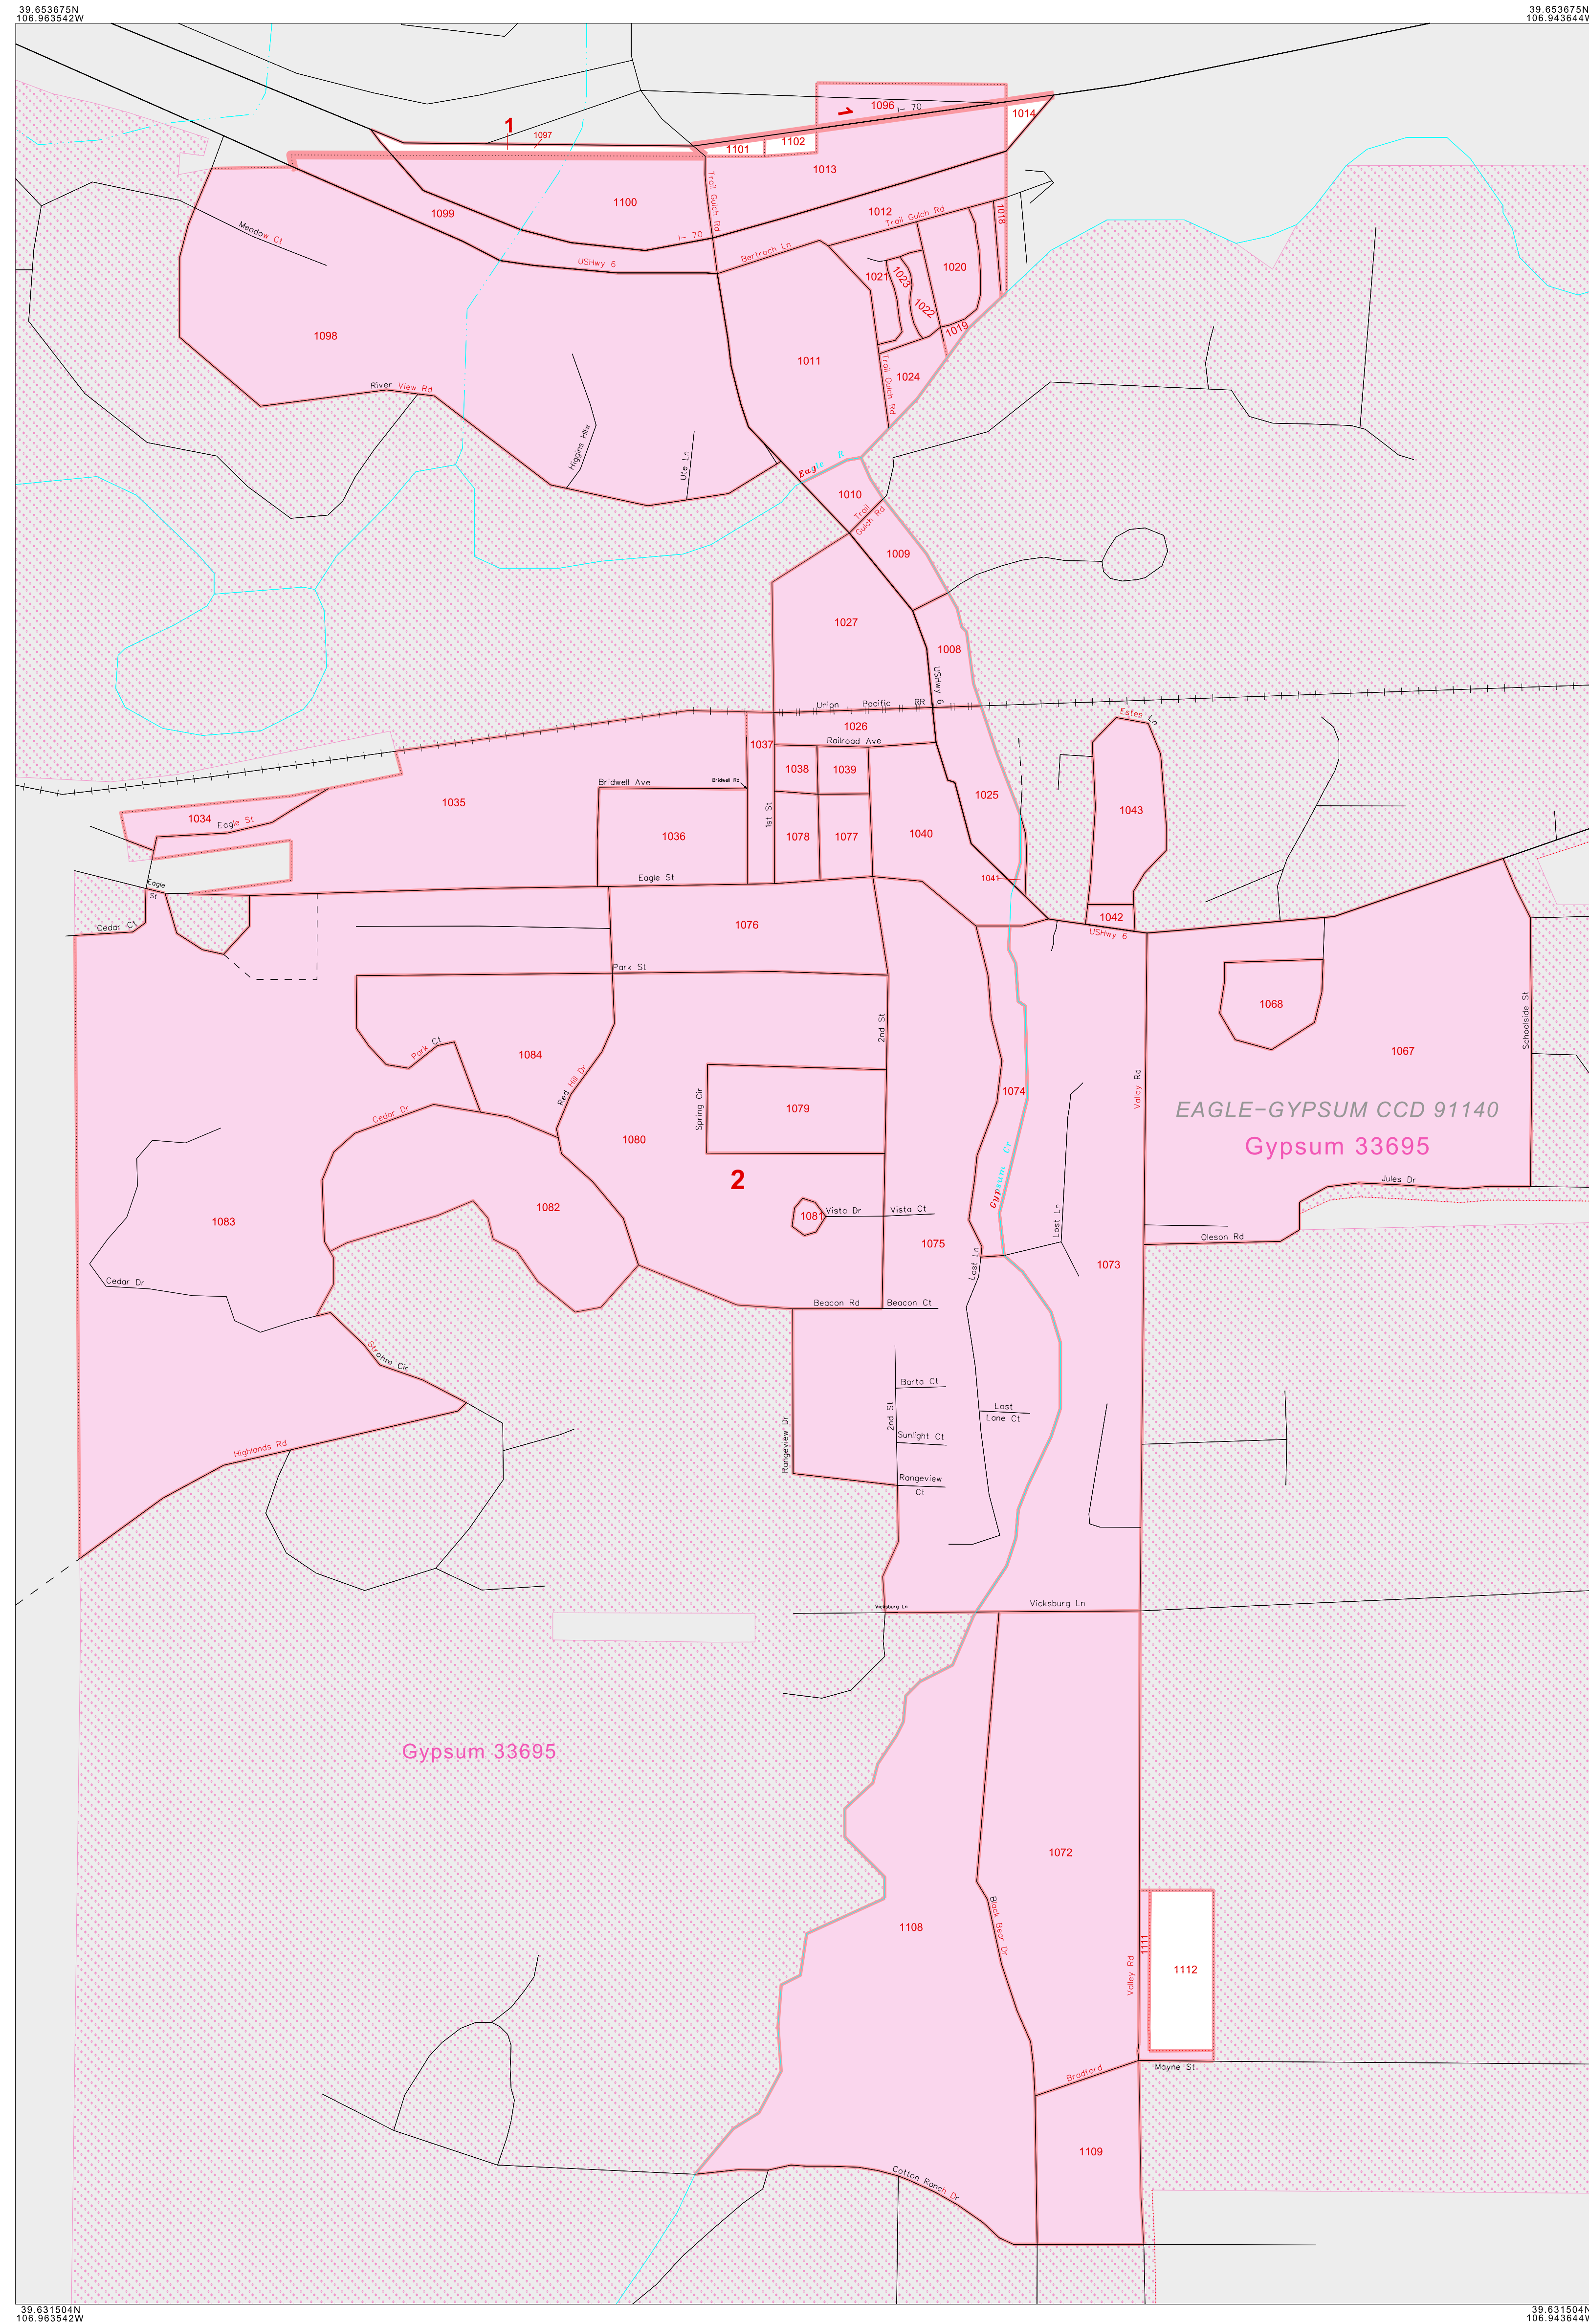 39.653675N
106.963542W
39.653675N
106.943644W
1
1097
1096
1
I- 70
1014
1101
1102
1013
1099
1100
Trail Gulch Rd
1012
Trail Gulch Rd
1018
Meadow Ct
I- 70
USHwy 6
Bertroch Ln
1021
1023
1022
1020
1019
1098
1011
Trail Gulch Rd
1024
River View Rd
Higgins Hllw
Ute Ln
Eagle R
1010
Trail
Gulch Rd
1009
1027
1008
USHwy 6
Union Pacific RR
Estes Ln
1026
Railroad Ave
1037
1038
1039
Bridwell Ave
Bridwell Rd
1035
1025
1043
1034
Eagle St
1036
1st St
1078
1077
1040
Eagle
St
Eagle St
1041
1042
USHwy 6
Cedar Ct
1076
Park St
1068
2nd St
Schoolside St
1067
Park Ct
1084
Red Hill Dr
1074
Valley Rd
Cedar Dr
Spring Cir
1079
EAGLE-GYPSUM CCD 91140
1080
Gypsum 33695
2
Gypsum Cr
Jules Dr
1083
1082
1081
Vista Dr
Vista Ct
1075
Lost Ln
Lost Ln
1073
Oleson Rd
Cedar Dr
Beacon Rd
Beacon Ct
Strohm Cir
Barta Ct
2nd St
Lost
Lane Ct
Rangeview Dr
Sunlight Ct
Highlands Rd
Rangeview
Ct
Vicksburg Ln
Vicksburg Ln
Gypsum 33695
1072
1108
Black Bear Dr
1111
Valley Rd
1112
Bradford
Mayne St
1109
Cotton Ranch Dr
39.631504N
106.963542W
39.631504N
106.943644W